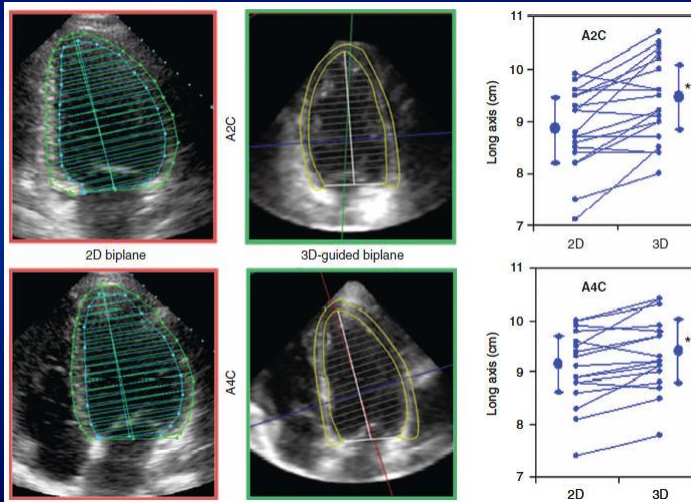 A2C
2D biplane
3D-guided biplane
A4C
11
10
9
8
7
Long axis (cm)
A2C
*
2D
3D
11
10
9
8
7
Long axis (cm)
A4C
*
2D
3D